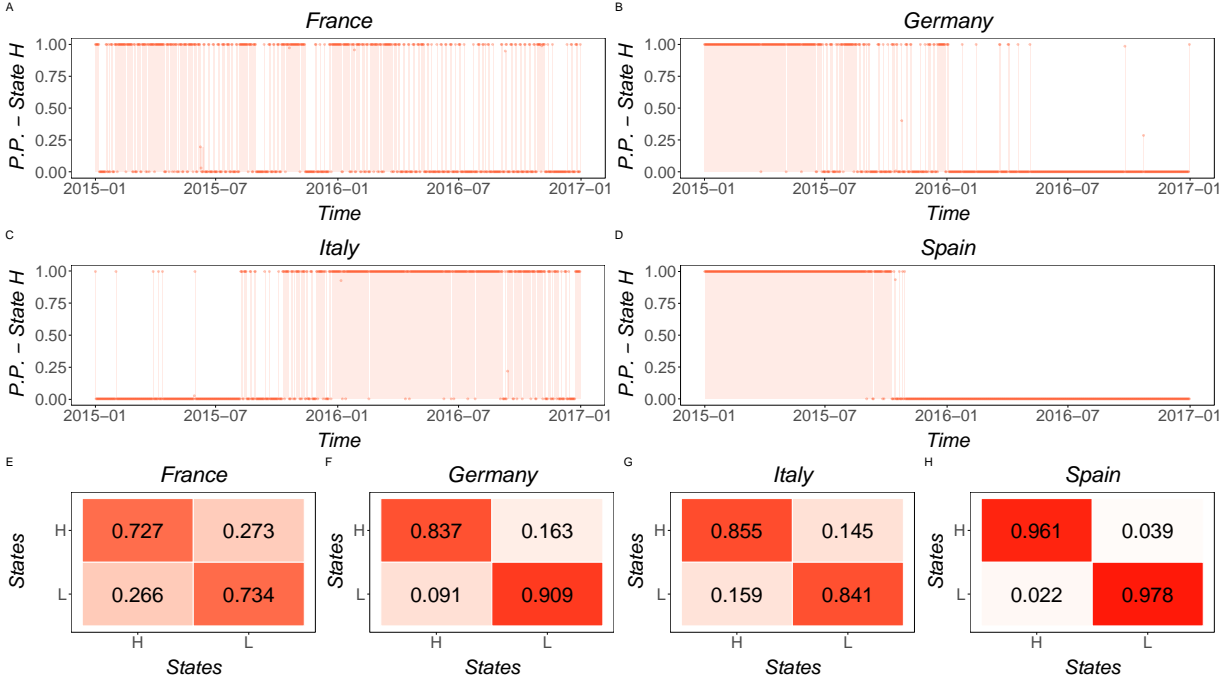 A
France
P.P. − State H
1.00
0.75
0.50
0.25
0.00
2015−01
2015−07
2016−01
2016−07
2017−01
Time
B
Germany
P.P. − State H
1.00
0.75
0.50
0.25
0.00
2015−01
2015−07
2016−01
2016−07
2017−01
Time
C
Italy
P.P. − State H
1.00
0.75
0.50
0.25
0.00
2015−01
2015−07
2016−01
2016−07
2017−01
Time
D
Spain
P.P. − State H
1.00
0.75
0.50
0.25
0.00
2015−01
2015−07
2016−01
2016−07
2017−01
Time
E
France
States
H
0.727 0.273
L
0.266 0.734
H L
States
F
Germany
States
H
0.837 0.163
L
0.091 0.909
H L
States
G
Italy
States
H
0.855 0.145
L
0.159 0.841
H L
States
H
Spain
States
H
0.961 0.039
L
0.022 0.978
H L
States